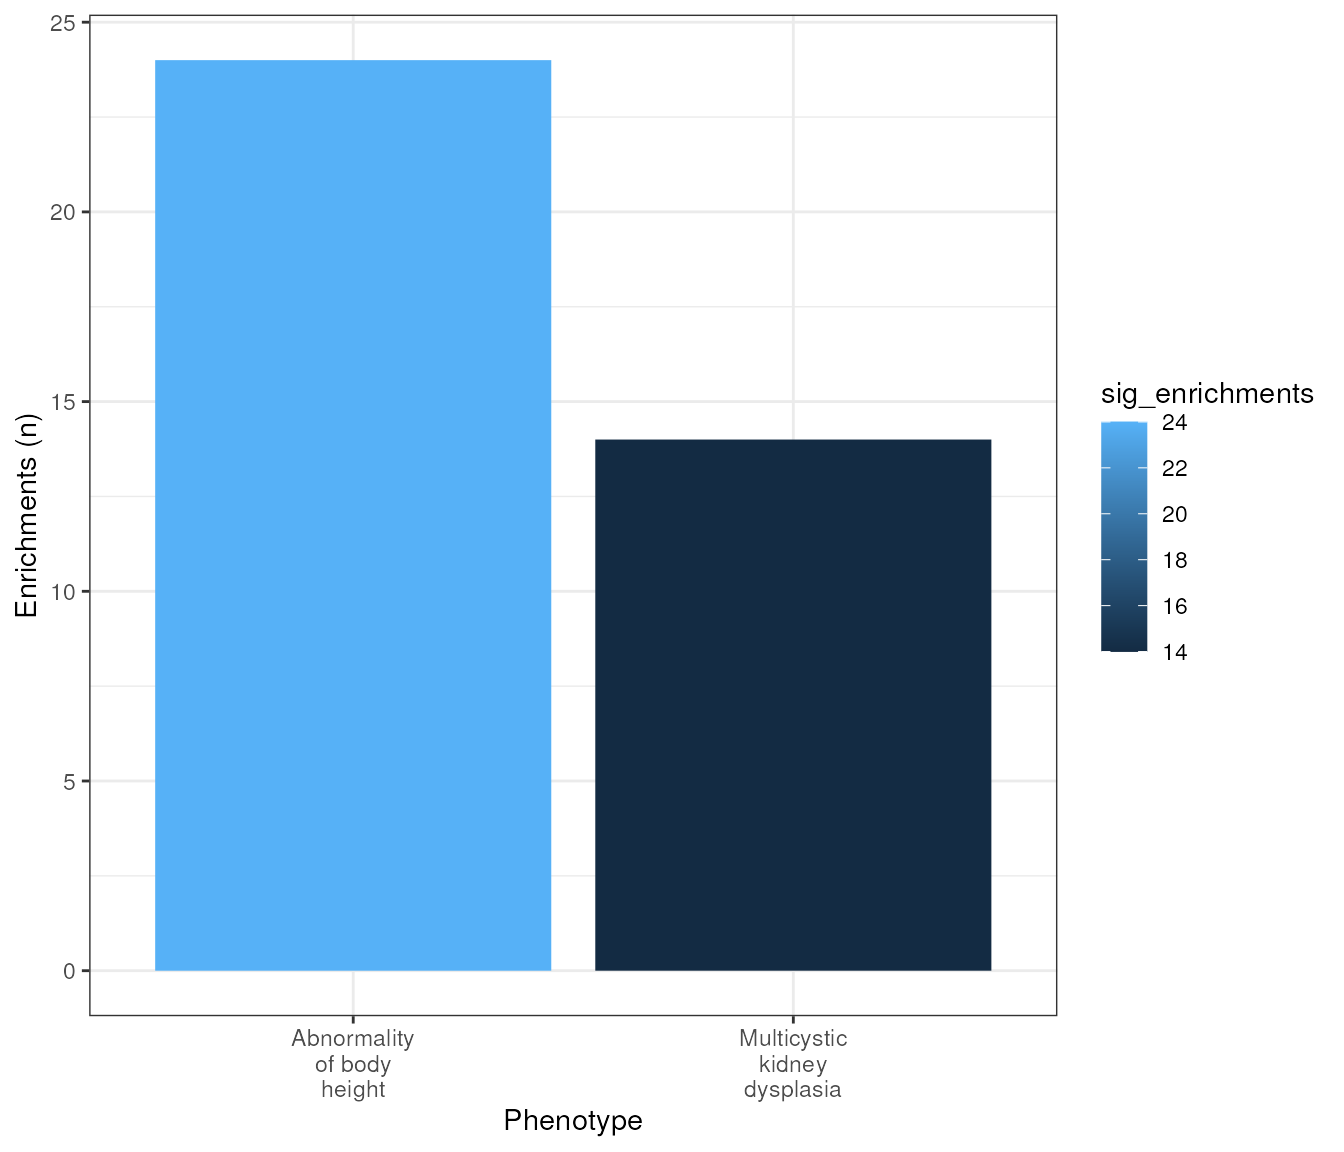 25
20
15
10
5
0
Enrichments (n)
Abnormality
of body
height
Multicystic
kidney
dysplasia
Phenotype
sig_enrichments
24
22
20
18
16
14